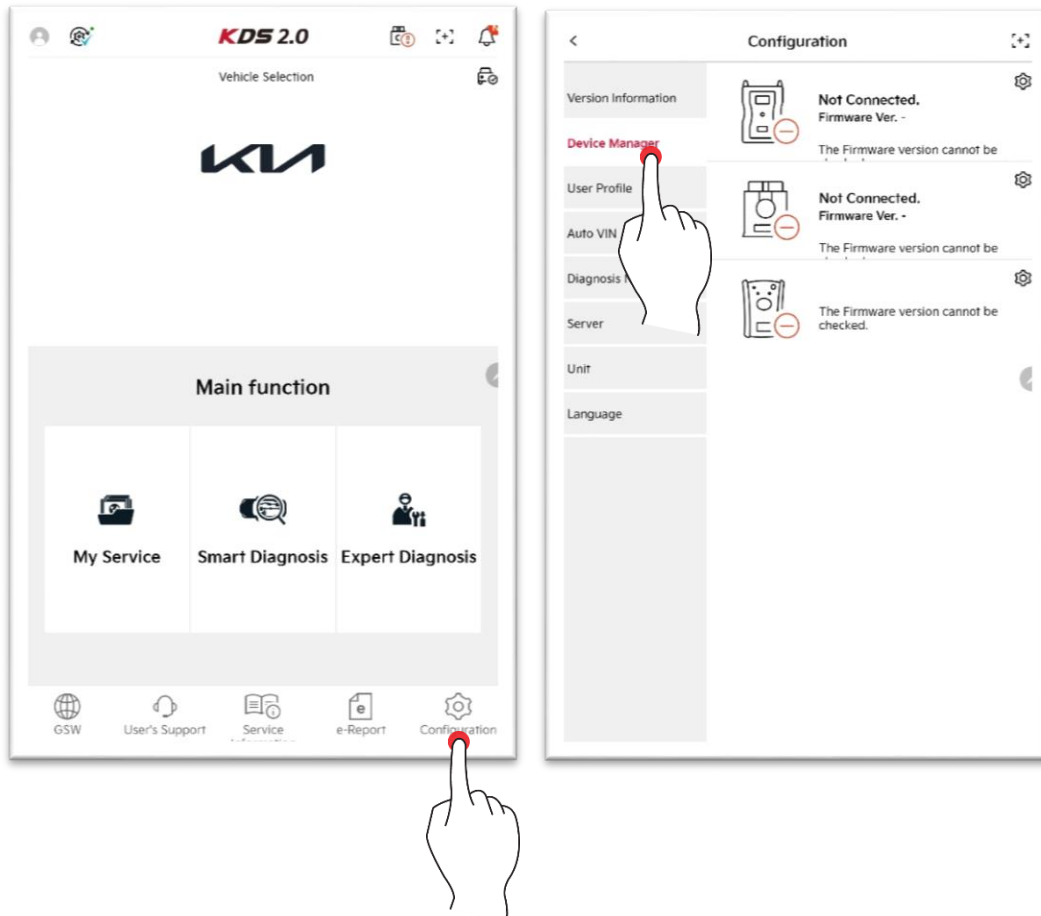 KDS 2.0
Vehicle Selection
KIA
Main function
My Service
Smart Diagnosis
Expert Diagnosis
GSW
User's Support
Service
e-Report
Configuration
Configuration
Version Information
Device Manager
User Profile
Auto VIN
Diagnosis
Server
Unit
Language
Not Connected.
Firmware Ver. -
The Firmware version cannot be
Not Connected.
Firmware Ver. -
The Firmware version cannot be
The Firmware version cannot be
checked.